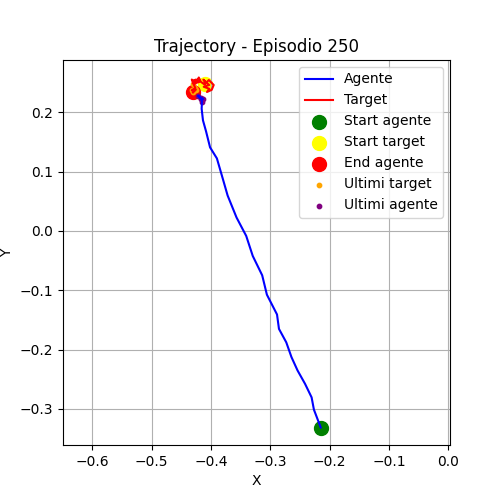 Trajectory - Episodio 250
Agente
Target
Start agente
Start target
End agente
Ultimi target
Ultimi agente
Y
0.2
0.1
0.0
−0.1
−0.2
−0.3
−0.6
−0.5
−0.4
−0.3
−0.2
−0.1
0.0
X